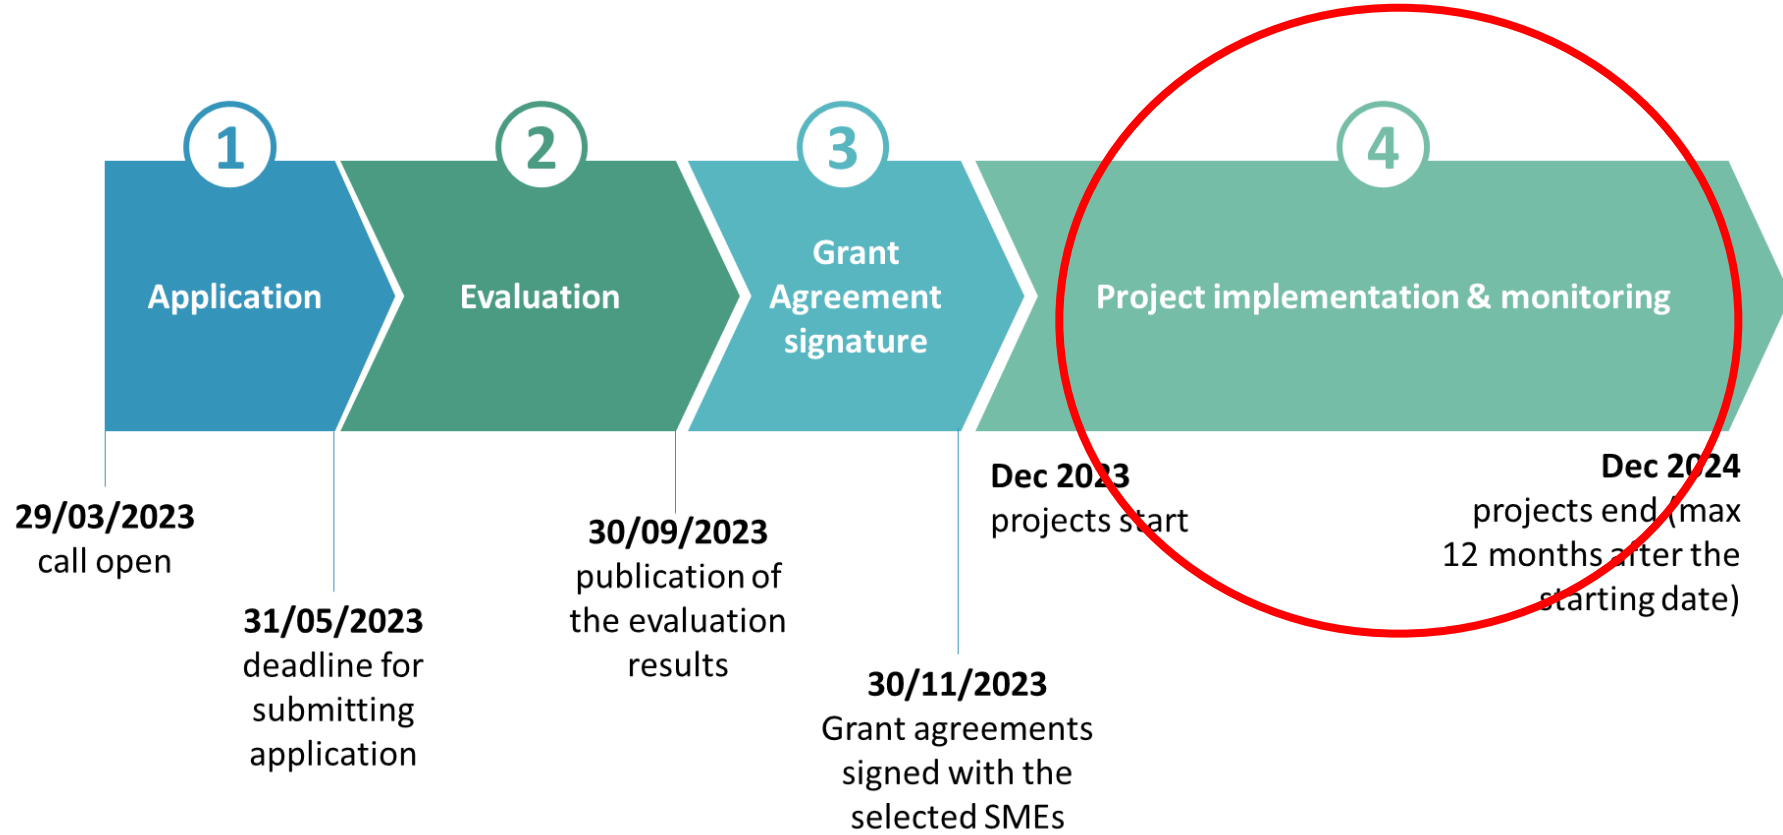 1
2
3
4
Application
Evaluation
Grant
Agreement
signature
Project implementation & monitoring
29/03/2023
call open
31/05/2023
deadline for
submitting
application
30/09/2023
publication of
the evaluation
results
30/11/2023
Grant agreements
signed with the
selected SMEs
Dec 2023
projects start
Dec 2024
projects end (max
12 months after the
starting date)